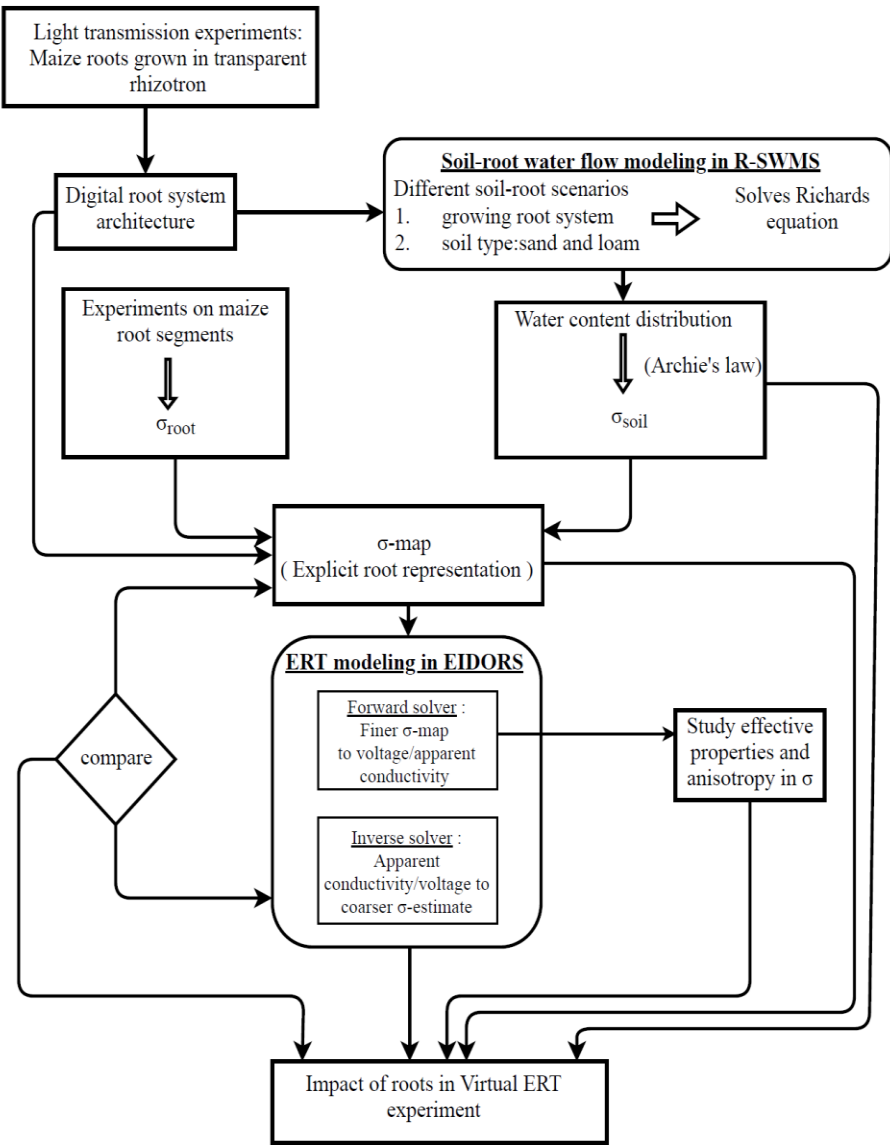 Light transmission experiments:
Maize roots grown in transparent
rhizotron
Digital root system
architecture
Soil-root water flow modeling in R-SWMS
Different soil-root scenarios
1. growing root system
2. soil type:sand and loam
Solves Richards
equation
Experiments on maize
root segments
σroot
Water content distribution
(Archie's law)
σsoil
σ-map
( Explicit root representation )
ERT modeling in EIDORS
Forward solver :
Finer σ-map
to voltage/apparent
conductivity
Inverse solver :
Apparent
conductivity/voltage to
coarser σ-estimate
Study effective
properties and
anisotropy in σ
compare
Impact of roots in Virtual ERT
experiment